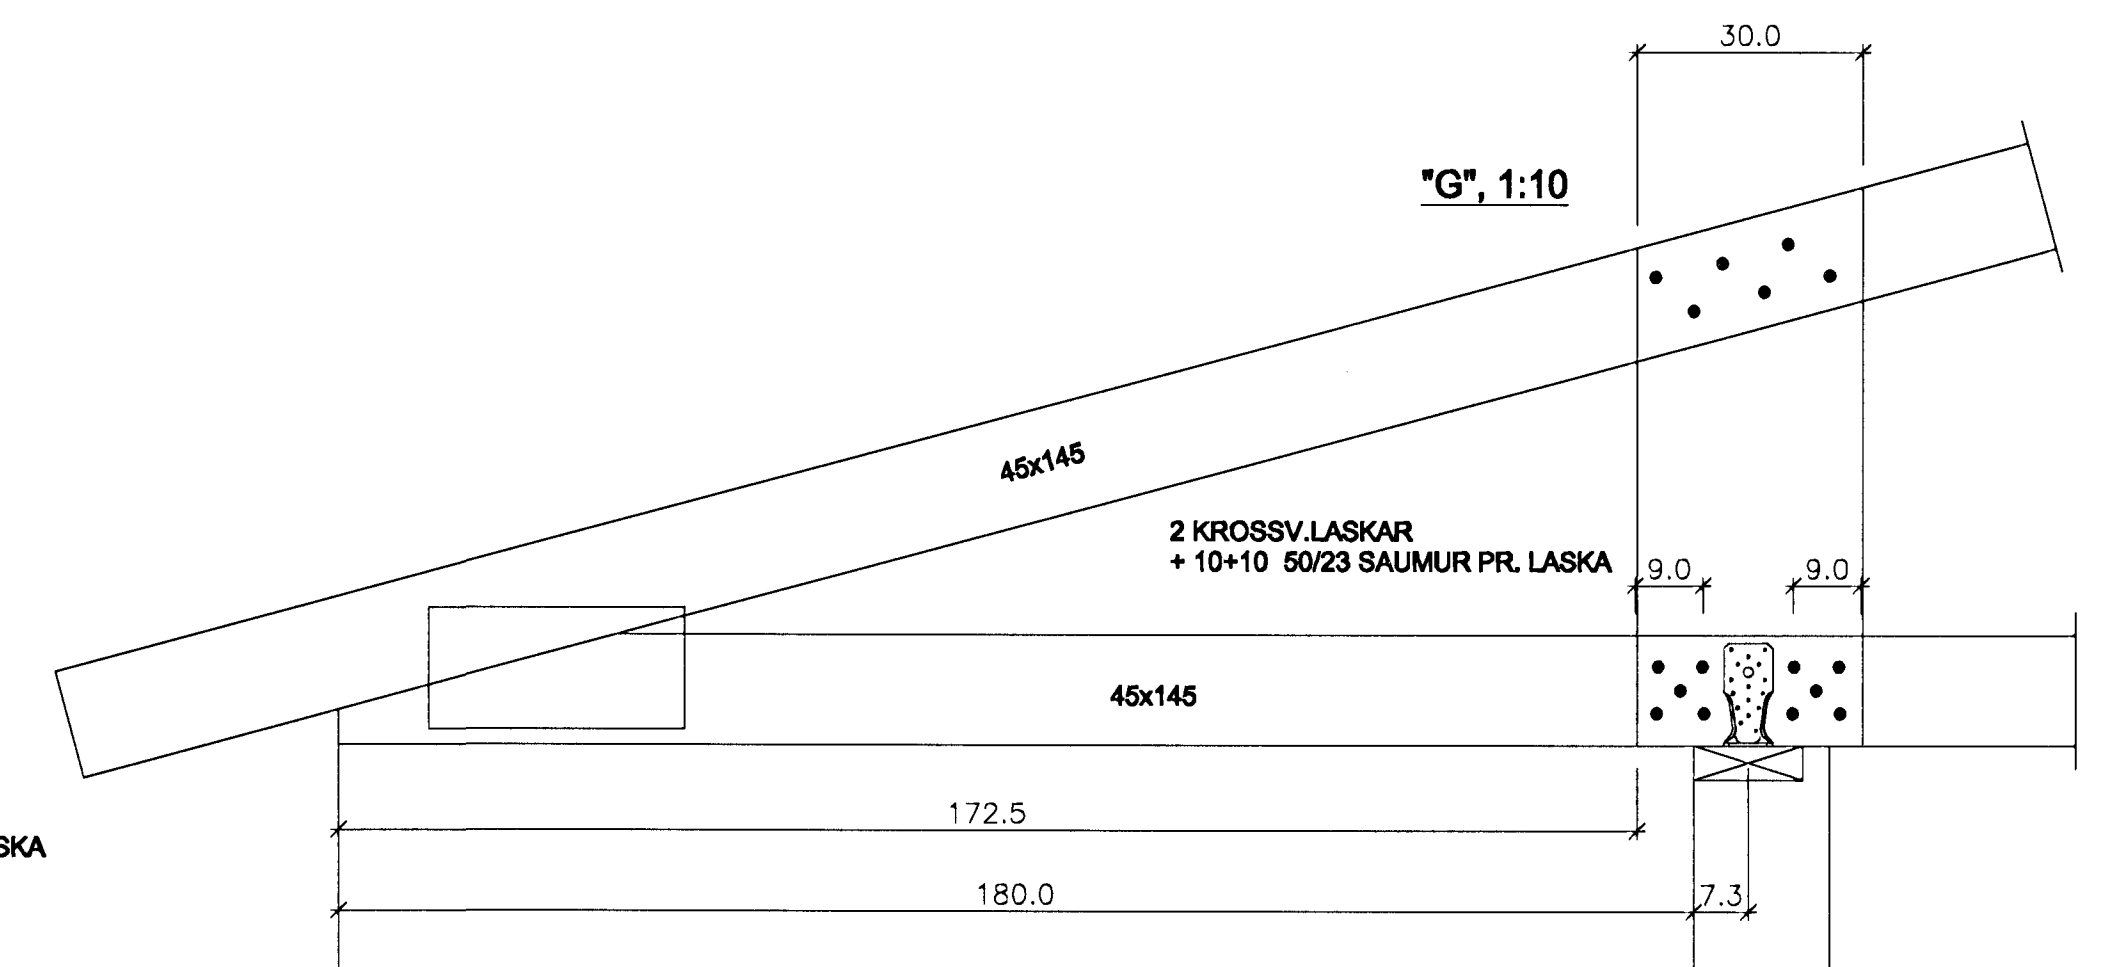 30.0
"G", 1:10
45x145
2 KROSSV.LASKAR
+ 10+10 50/23 SAUMUR PR. LASKA
9.0
9.0
45x145
172.5
SKA
180.0
7.3